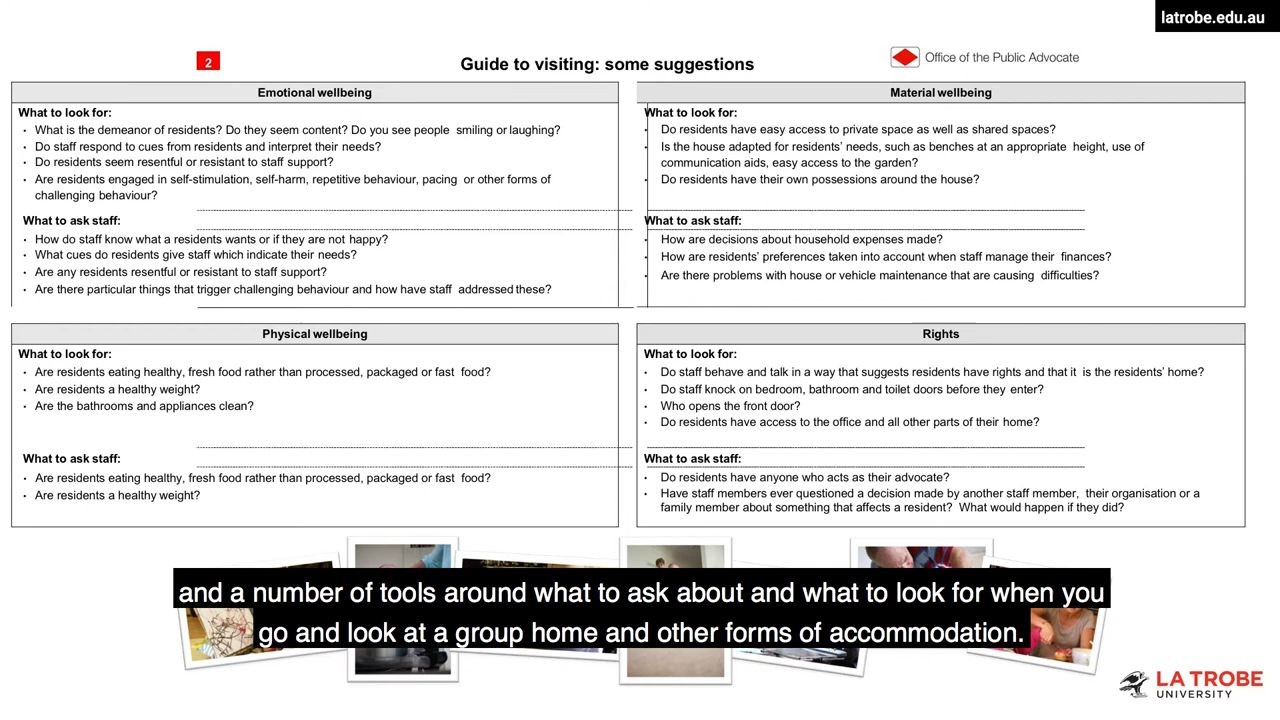 latrobe.edu.au
2
Guide to visiting: some suggestions
Office of the Public Advocate
Emotional wellbeing
What to look for:
• What is the demeanor of residents? Do they seem content? Do you see people smiling or laughing?
• Do staff respond to cues from residents and interpret their needs?
• Do residents seem resentful or resistant to staff support?
• Are residents engaged in self-stimulation, self-harm, repetitive behaviour, pacing or other forms of
challenging behaviour?
What to ask staff:
• How do staff know what a residents wants or if they are not happy?
• What cues do residents give staff which indicate their needs?
• Are any residents resentful or resistant to staff support?
• Are there particular things that trigger challenging behaviour and how have staff addressed these?
Material wellbeing
What to look for:
• Do residents have easy access to private space as well as shared spaces?
• Is the house adapted for residents' needs, such as benches at an appropriate height, use of
communication aids, easy access to the garden?
• Do residents have their own possessions around the house?
What to ask staff:
• How are decisions about household expenses made?
• How are residents' preferences taken into account when staff manage their finances?
• Are there problems with house or vehicle maintenance that are causing difficulties?
Physical wellbeing
What to look for:
• Are residents eating healthy, fresh food rather than processed, packaged or fast food?
• Are residents a healthy weight?
• Are the bathrooms and appliances clean?
What to ask staff:
• Are residents eating healthy, fresh food rather than processed, packaged or fast food?
• Are residents a healthy weight?
Rights
What to look for:
• Do staff behave and talk in a way that suggests residents have rights and that it is the residents' home?
• Do staff knock on bedroom, bathroom and toilet doors before they enter?
• Who opens the front door?
• Do residents have access to the office and all other parts of their home?
What to ask staff:
• Do residents have anyone who acts as their advocate?
• Have staff members ever questioned a decision made by another staff member, their organisation or a
family member about something that affects a resident? What would happen if they did?
and a number of tools around what to ask about and what to look for when you
go and look at a group home and other forms of accommodation.
LA TROBE
UNIVERSITY